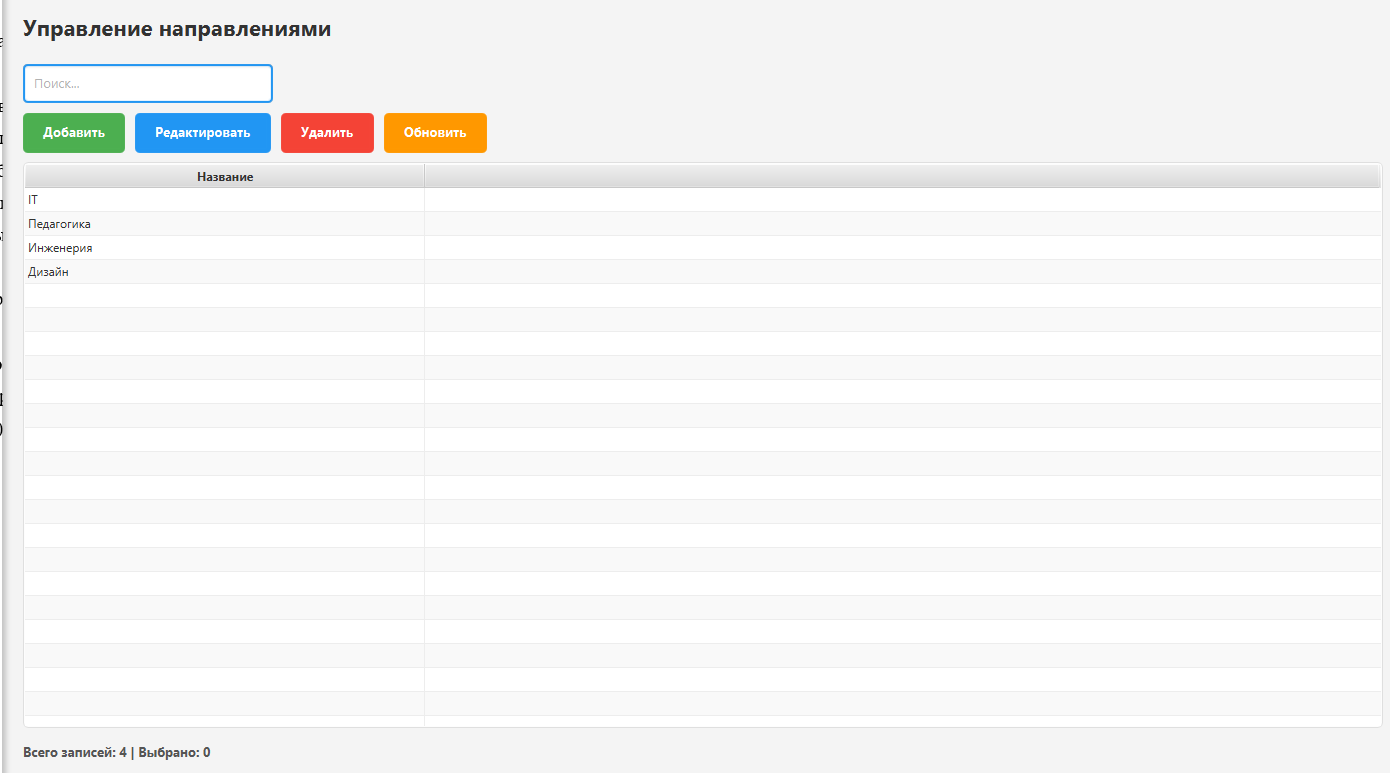 Управление направлениями
Поиск...
Добавить Редактировать Удалить Обновить
Название
IT
Педагогика
Инженерия
Дизайн
Всего записей: 4 | Выбрано: 0